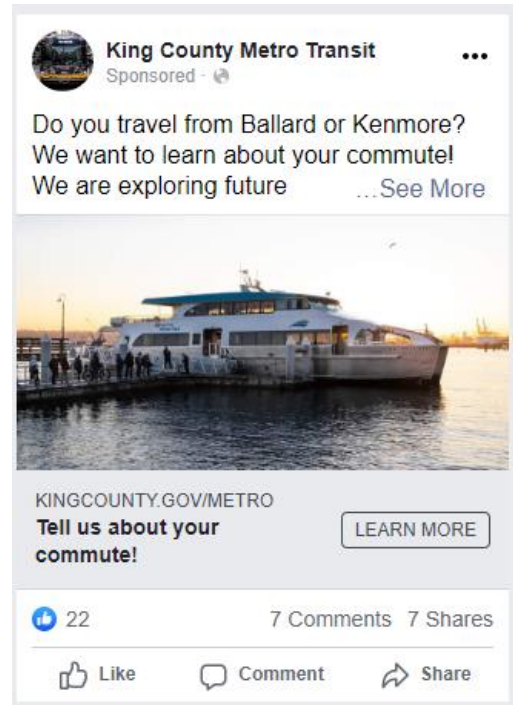 King County Metro Transit
Sponsored ·
Do you travel from Ballard or Kenmore?
We want to learn about your commute!
We are exploring future ...See More
KINGCOUNTY.GOV/METRO
Tell us about your
commute!
LEARN MORE
22 7 Comments 7 Shares
Like Comment Share